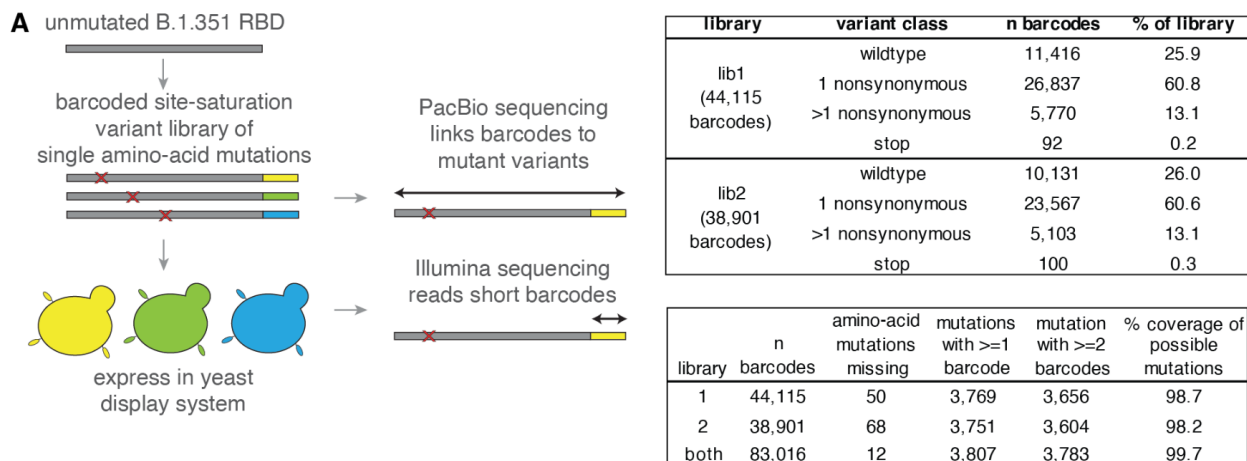 A
unmutated B.1.351 RBD
barcoded site-saturation
variant library of
single amino-acid mutations
express in yeast
display system
PacBio sequencing
links barcodes to
mutant variants
Illumina sequencing
reads short barcodes
library variant class n barcodes % of library
lib1
(44,115
barcodes)
wildtype 11,416 25.9
1 nonsynonymous 26,837 60.8
>1 nonsynonymous 5,770 13.1
stop 92 0.2
lib2
(38,901
barcodes)
wildtype 10,131 26.0
1 nonsynonymous 23,567 60.6
>1 nonsynonymous 5,103 13.1
stop 100 0.3
library
n
barcodes
amino-acid
mutations
missing
mutations
with >=1
barcode
mutation
with >=2
barcodes
% coverage of
possible
mutations
1 44,115 50 3,769 3,656 98.7
2 38,901 68 3,751 3,604 98.2
both 83,016 12 3,807 3,783 99.7